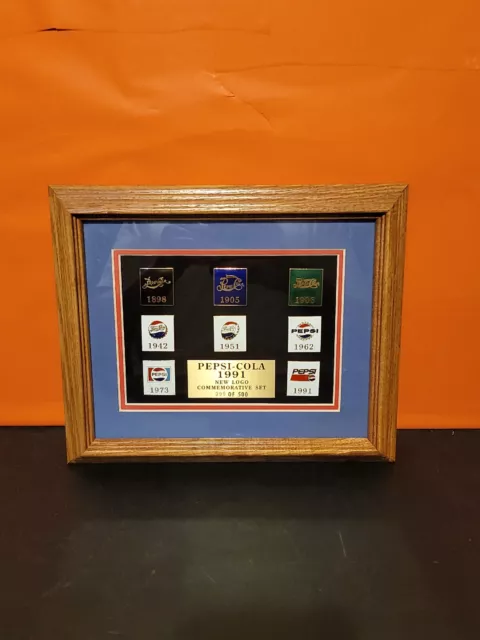 1898
1905
1906
1942
1951
PEPSI
1962
PEPSI
1973
PEPSI-COLA
1991
NEW LOGO
COMMEMORATIVE SET
OF 500
PEPSI
1991